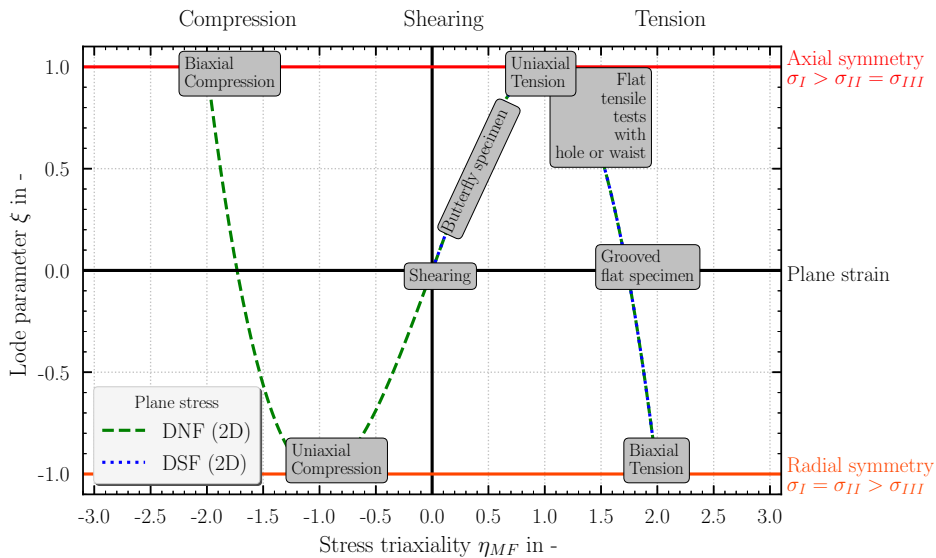 Compression
Shearing
Tension
Biaxial
Compression
Uniaxial
Tension
Flat
tensile
tests
with
hole or waist
Butterfly specimen
Shearing
Grooved
flat specimen
Uniaxial
Compression
Biaxial
Tension
Axial symmetry
σ_I > σ_II = σ_III
Plane strain
Radial symmetry
σ_I = σ_II > σ_III
Plane stress
DNF (2D)
DSF (2D)
Lode parameter ξ in -
1.0
0.5
0.0
-0.5
-1.0
-3.0 -2.5 -2.0 -1.5 -1.0 -0.5 0.0 0.5 1.0 1.5 2.0 2.5 3.0
Stress triaxiality η_MF in -